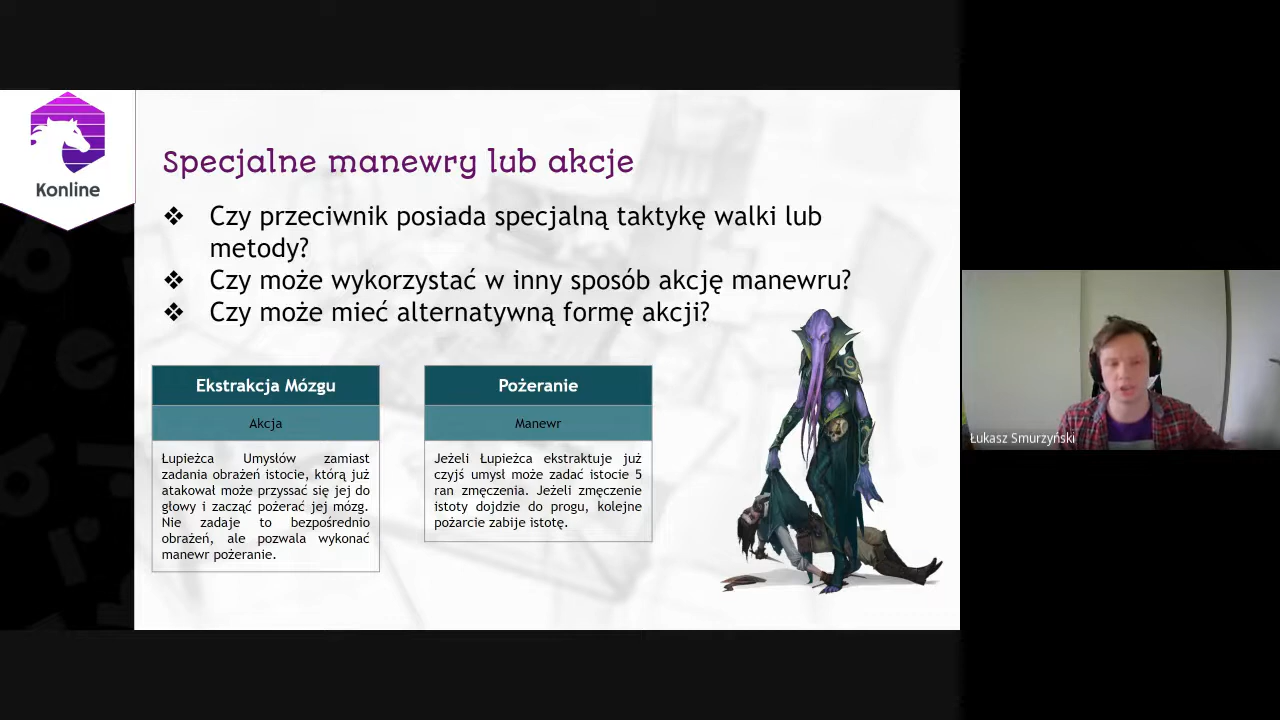 Konline
Specjalne manewry lub akcje
❖ Czy przeciwnik posiada specjalną taktykę walki lub
metody?
❖ Czy może wykorzystać w inny sposób akcję manewru?
❖ Czy może mieć alternatywną formę akcji?
Ekstrakcja Mózgu
Akcja
Łupieżca Umysłów zamiast
zadania obrażeń istocie, którą już
atakował może przyssać się jej do
głowy i zacząć pożerać jej mózg.
Nie zadaje to bezpośrednio
obrażeń, ale pozwala wykonać
manewr pożeranie.
Pożeranie
Manewr
Jeżeli Łupieżca ekstraktuje już
czyjś umysł może zadać istocie 5
ran zmęczenia. Jeżeli zmęczenie
istoty dojdzie do progu, kolejne
pożarcie zabije istotę.
Łukasz Smurzyński